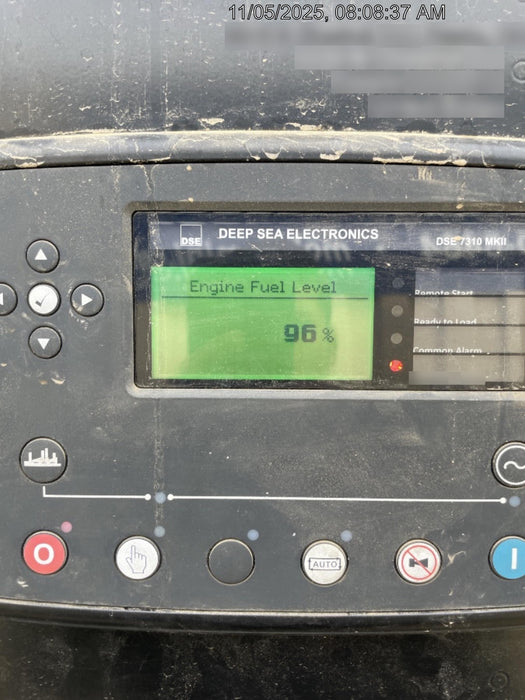 11/05/2025, 08:08:37 AM
DSE
DEEP SEA ELECTRONICS
DSE 7310 MKII
Engine Fuel Level
96 %
Remote Start
Ready to Load
Common Alarm
O
AUTO
I